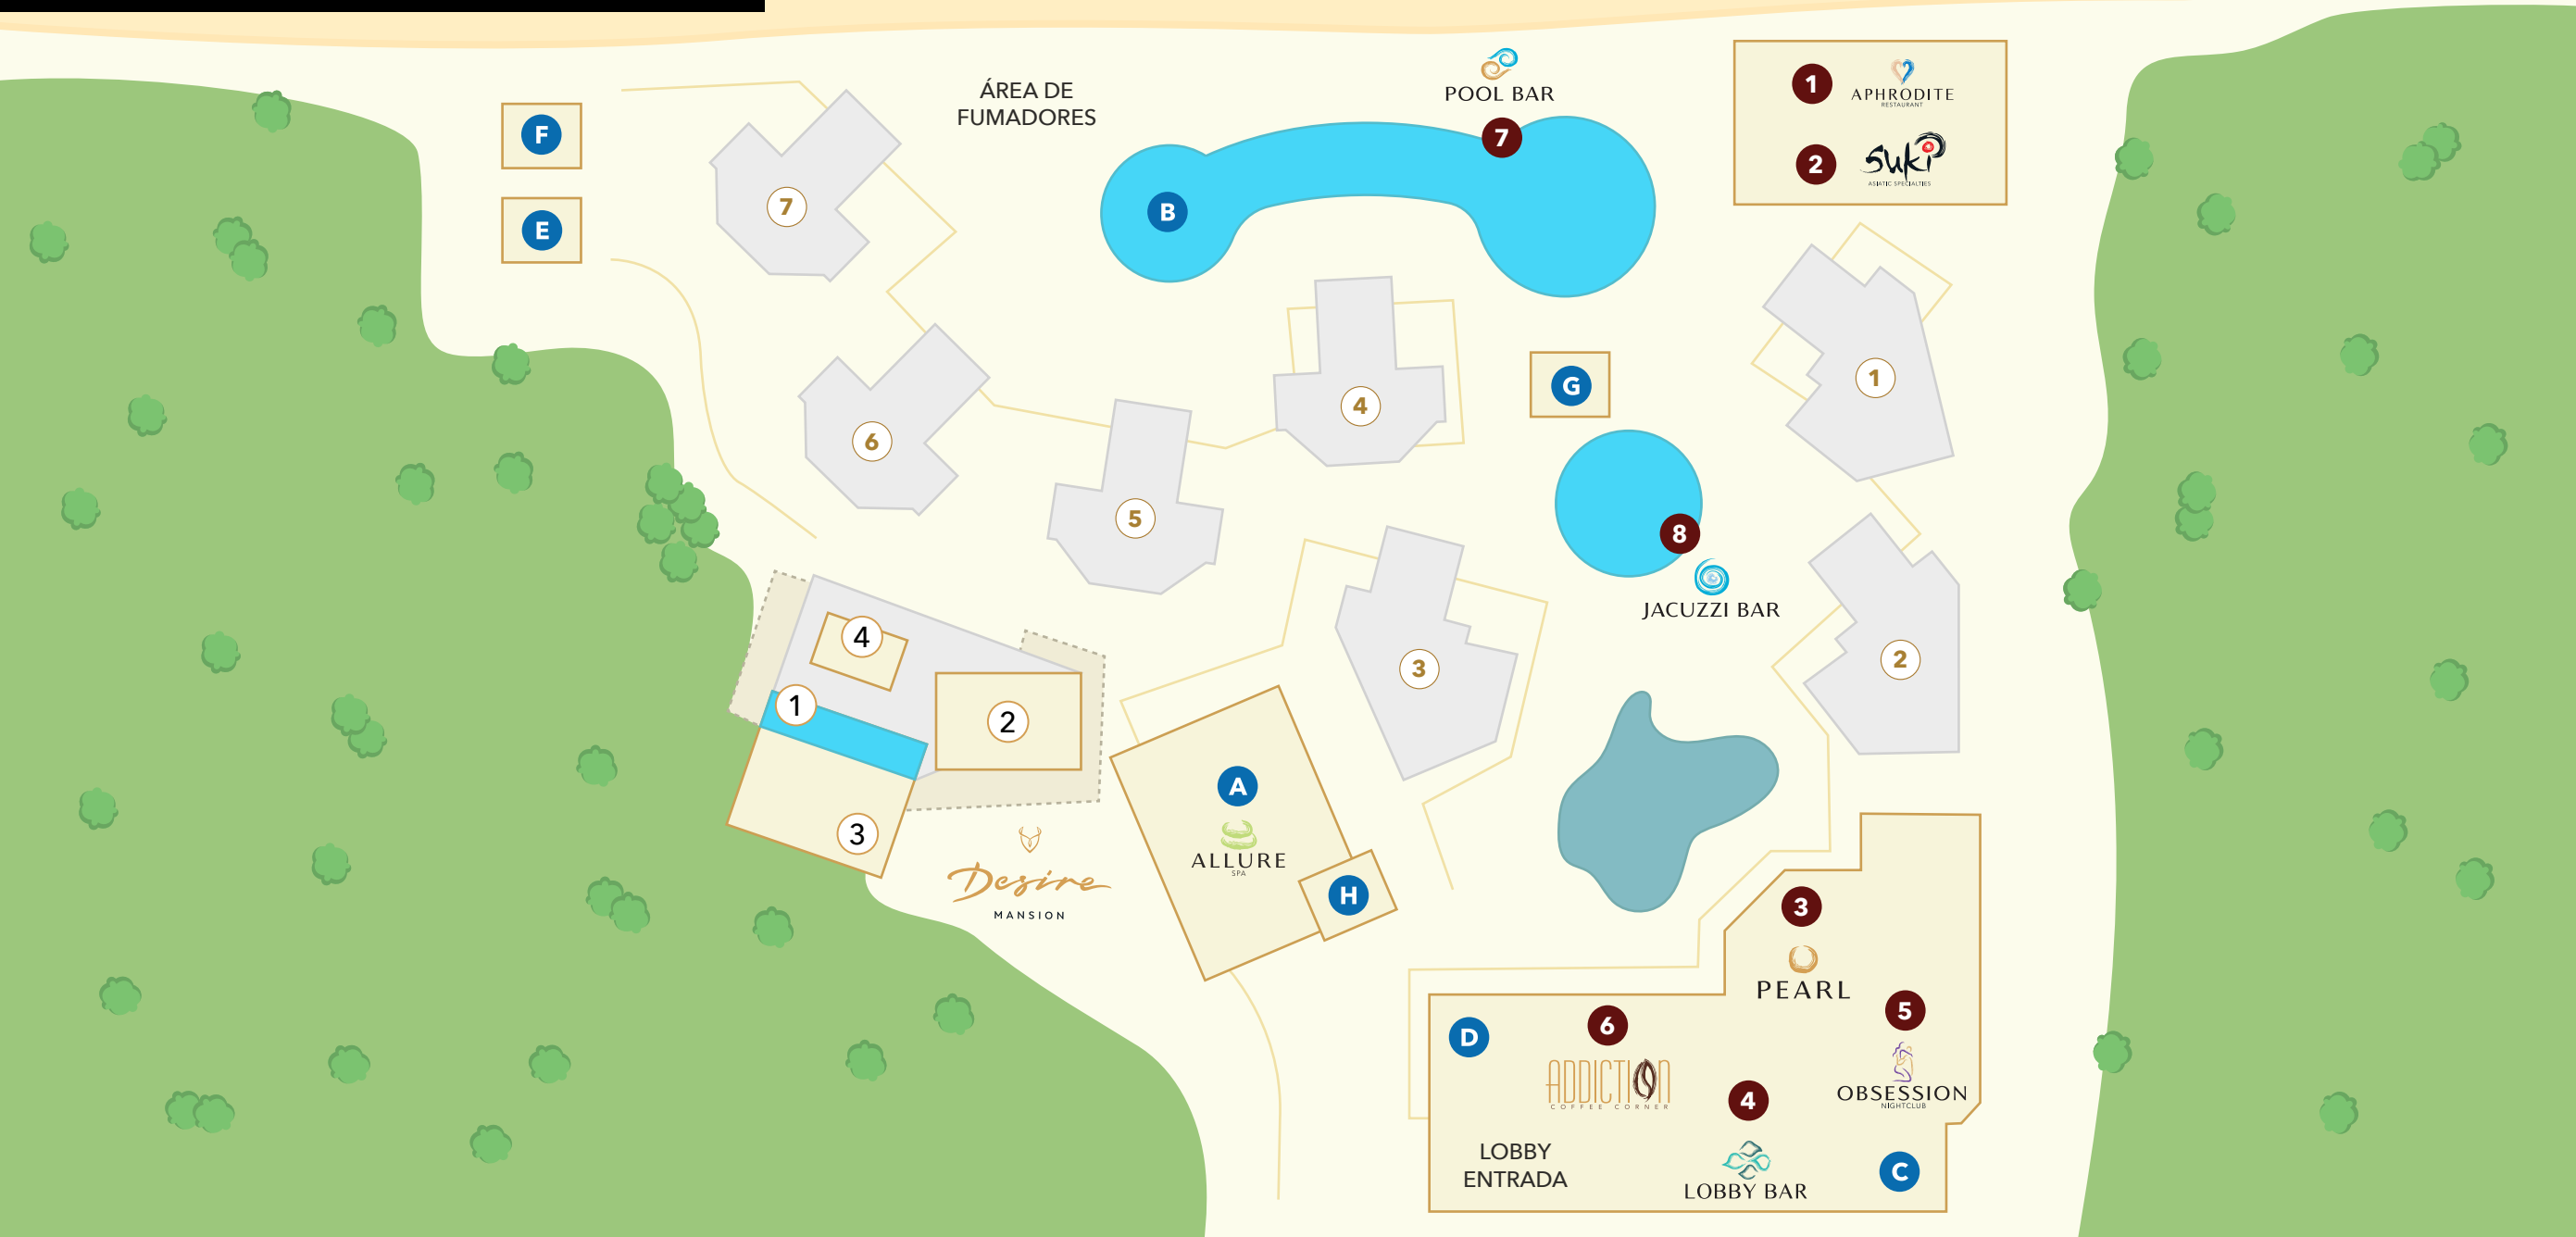 ÁREA DE
FUMADORES
POOL BAR
7
B
1
APHRODITE
RESTAURANT
2
SUKI
ASIATIC SPECIALTIES
F
E
7
6
5
4
G
1
8
JACUZZI BAR
2
3
4
1
2
3
Desire
MANSION
A
ALLURE
SPA
H
3
PEARL
5
OBSESSION
NIGHTCLUB
D
6
ADDICTION
COFFEE CORNER
4
LOBBY BAR
LOBBY
ENTRADA
C